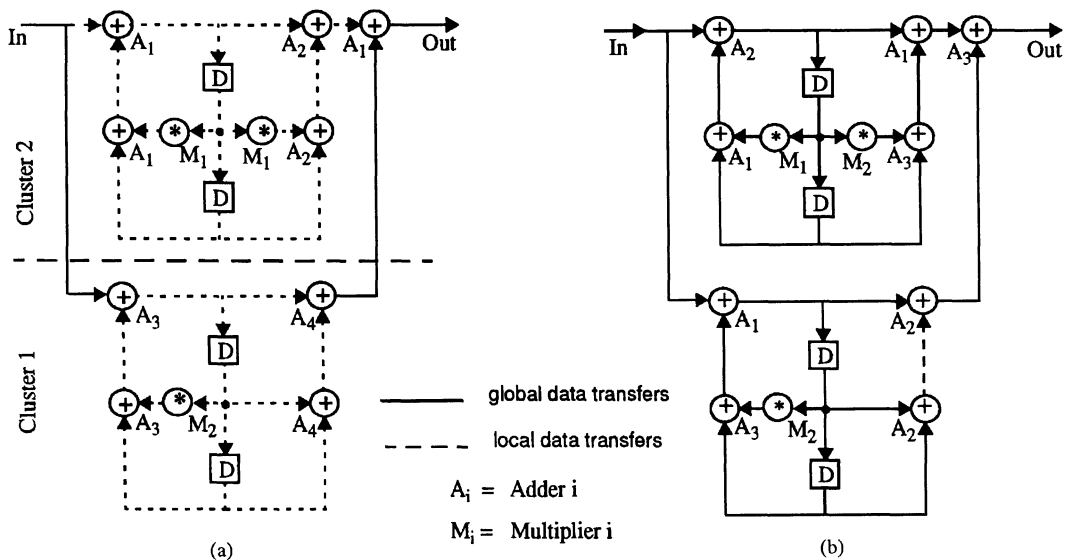 In
+
A₁
+
A₂
+
A₁
Out
D
+
A₁
*
M₁
*
M₁
+
A₂
D
Cluster 2
+
A₃
+
A₄
D
+
A₃
*
M₂
+
A₄
D
Cluster 1
(a)
global data transfers
local data transfers
Aᵢ = Adder i
Mᵢ = Multiplier i
In
+
A₂
+
A₁
+
A₃
Out
D
+
A₁
*
M₁
*
M₂
+
A₃
D
+
A₁
+
A₂
D
+
A₃
*
M₂
+
A₂
D
(b)